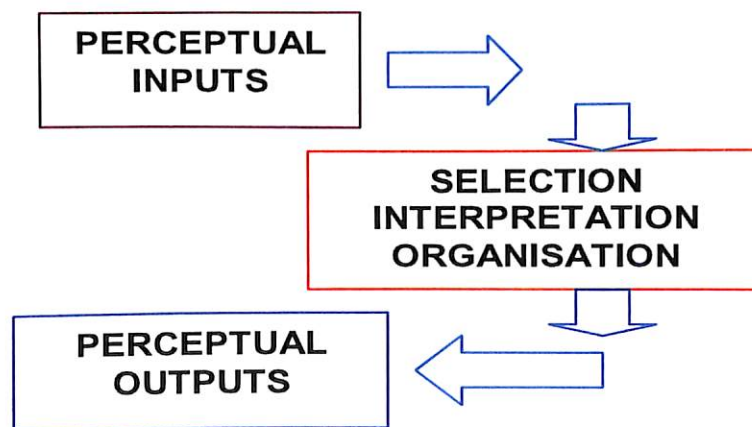 PERCEPTUAL
INPUTS
SELECTION
INTERPRETATION
ORGANISATION
PERCEPTUAL
OUTPUTS